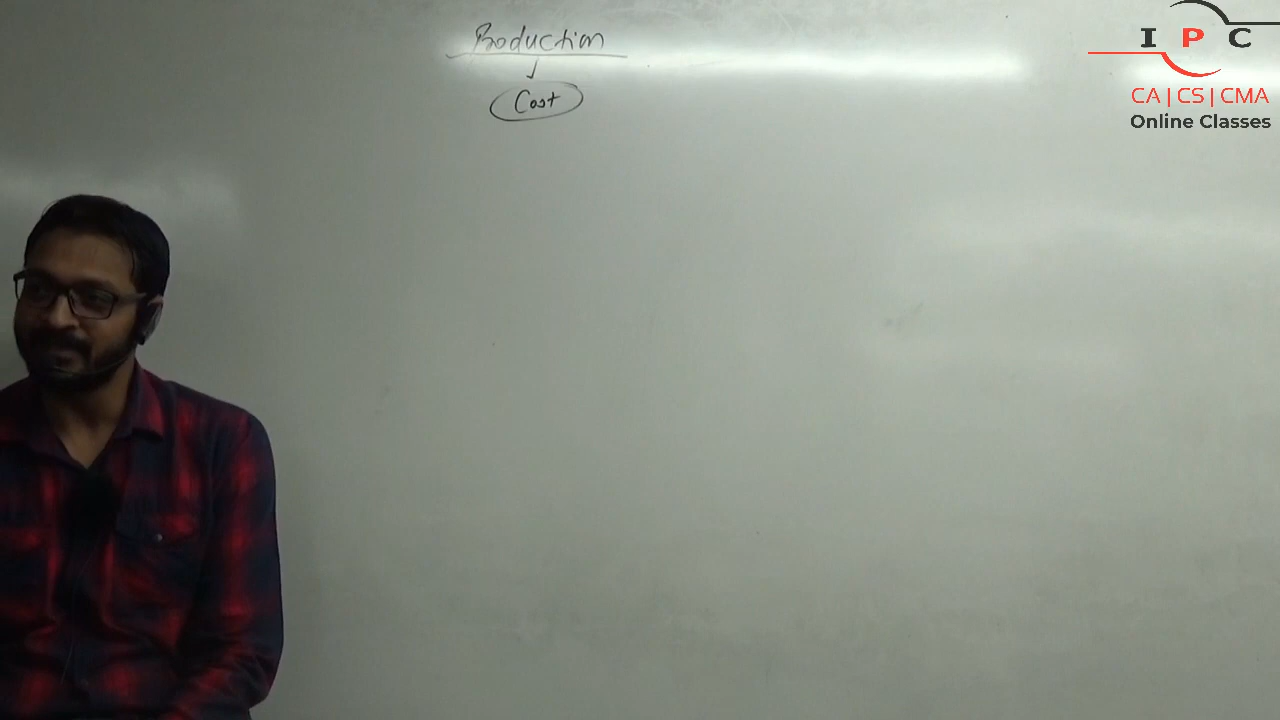 Production
Cost
I P C
CA | CS | CMA
Online Classes